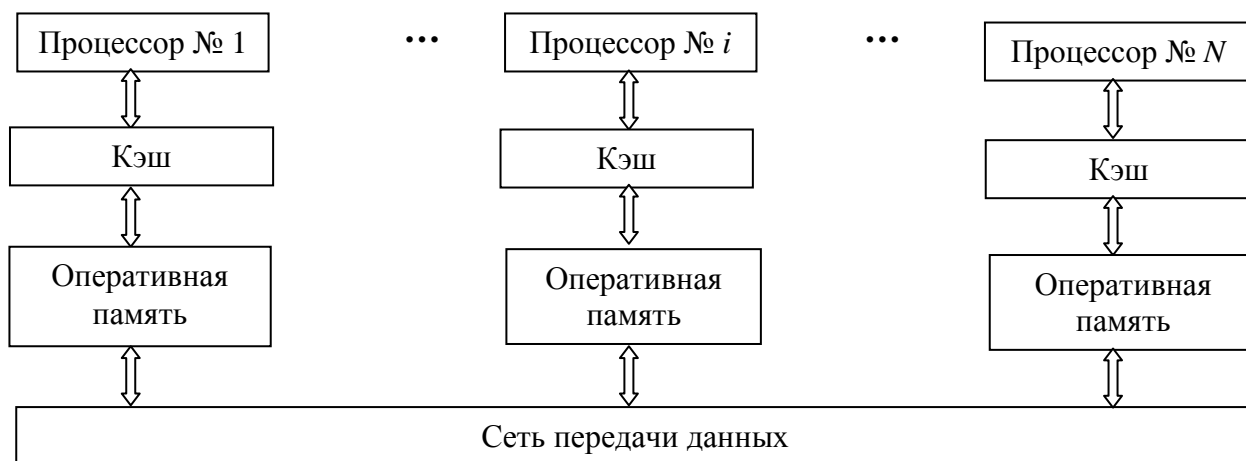 Процессор № 1
...
Процессор № i
...
Процессор № N
Кэш
Кэш
Кэш
Оперативная
память
Оперативная
память
Оперативная
память
Сеть передачи данных